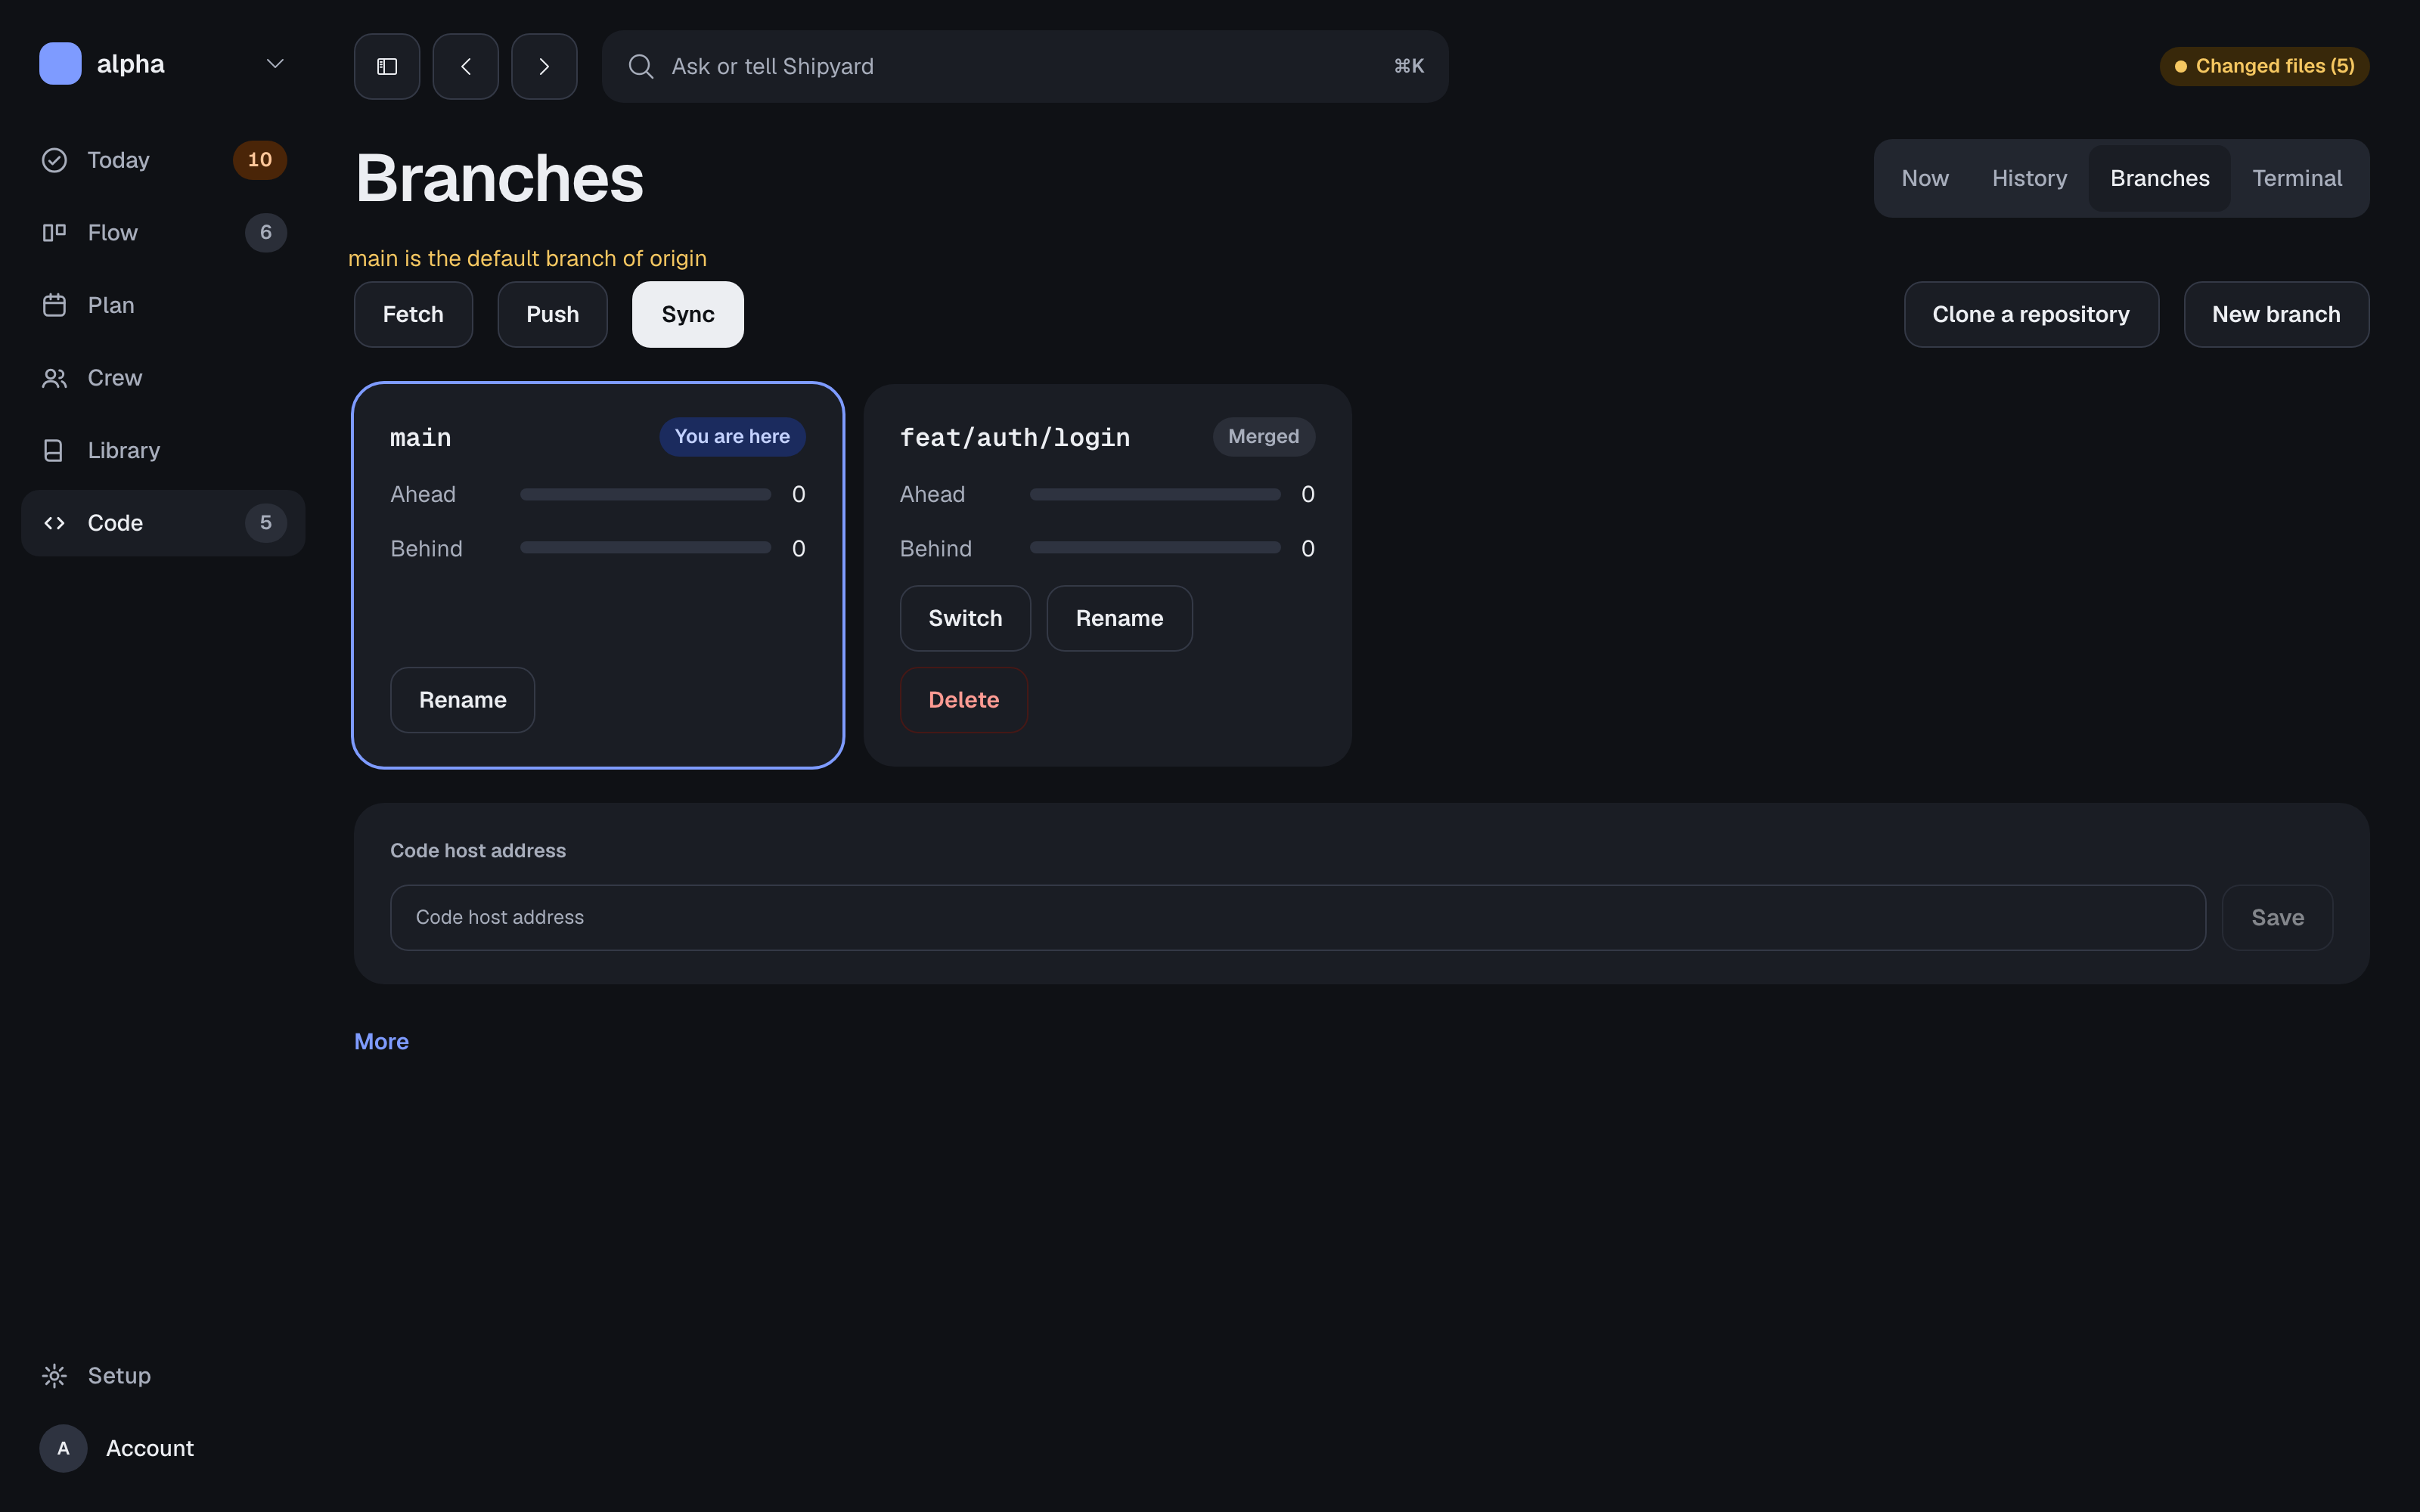 alpha
Ask or tell Shipyard
⌘K
Changed files (5)
Today
10
Flow
6
Plan
Crew
Library
Code
5
Branches
Now
History
Branches
Terminal
main is the default branch of origin
Fetch
Push
Sync
Clone a repository
New branch
main
You are here
Ahead
0
Behind
0
Rename
feat/auth/login
Merged
Ahead
0
Behind
0
Switch
Rename
Delete
Code host address
Code host address
Save
More
Setup
A
Account